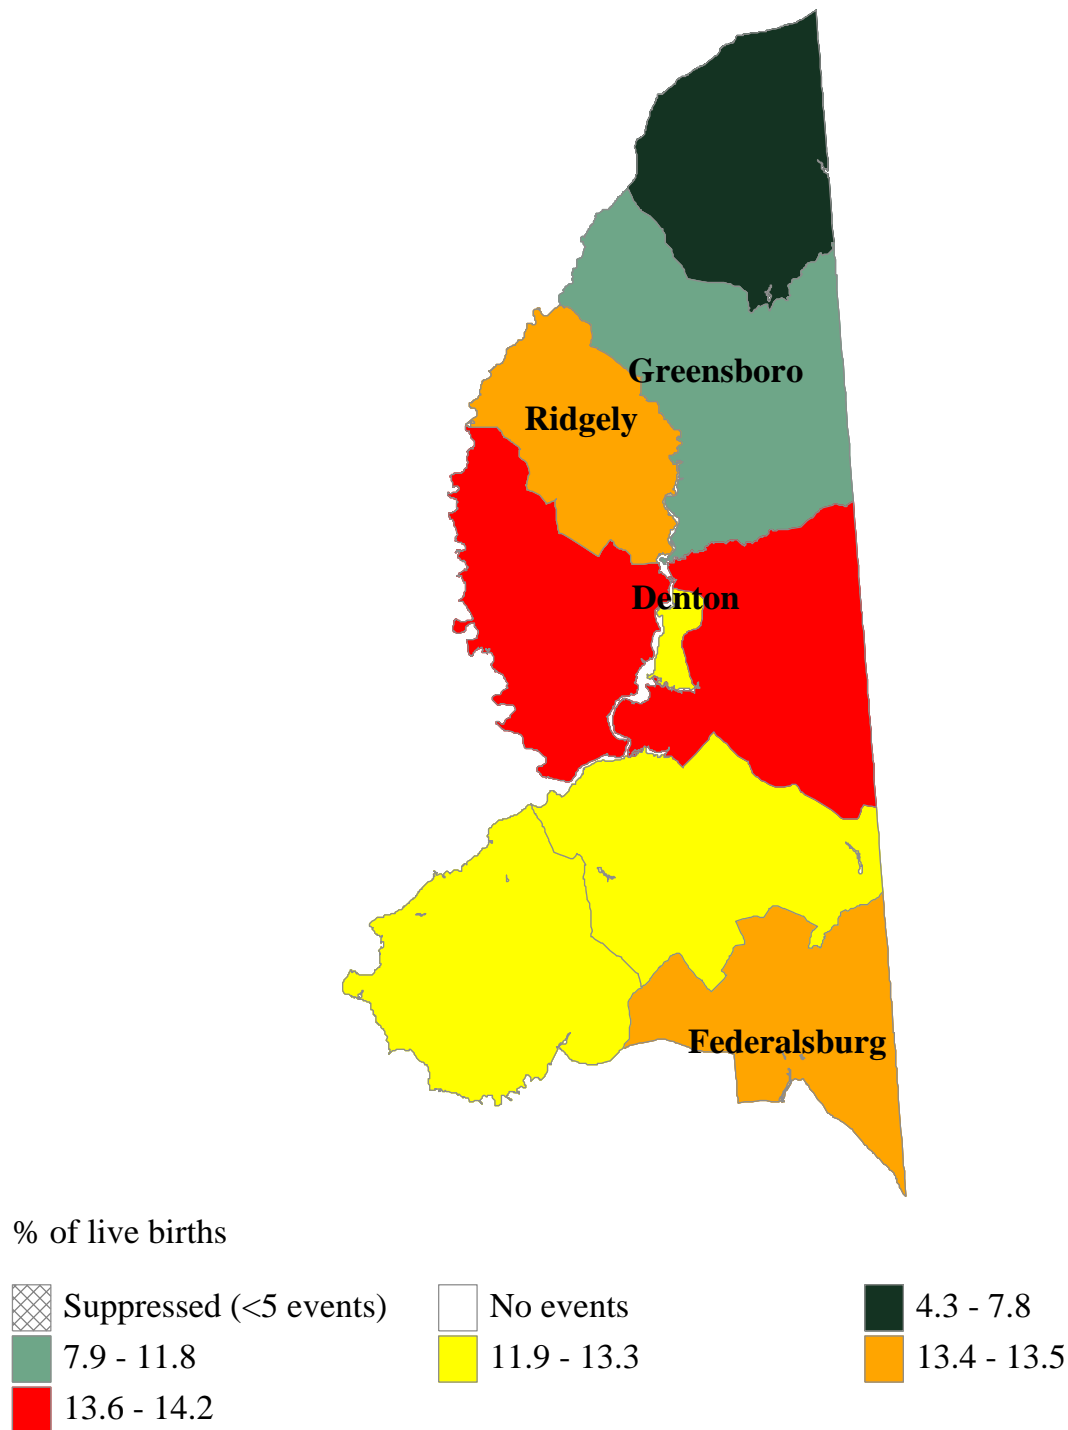 Greensboro
Ridgely
Denton
Federalsburg
% of live births
Suppressed (<5 events)
No events
4.3 - 7.8
7.9 - 11.8
11.9 - 13.3
13.4 - 13.5
13.6 - 14.2